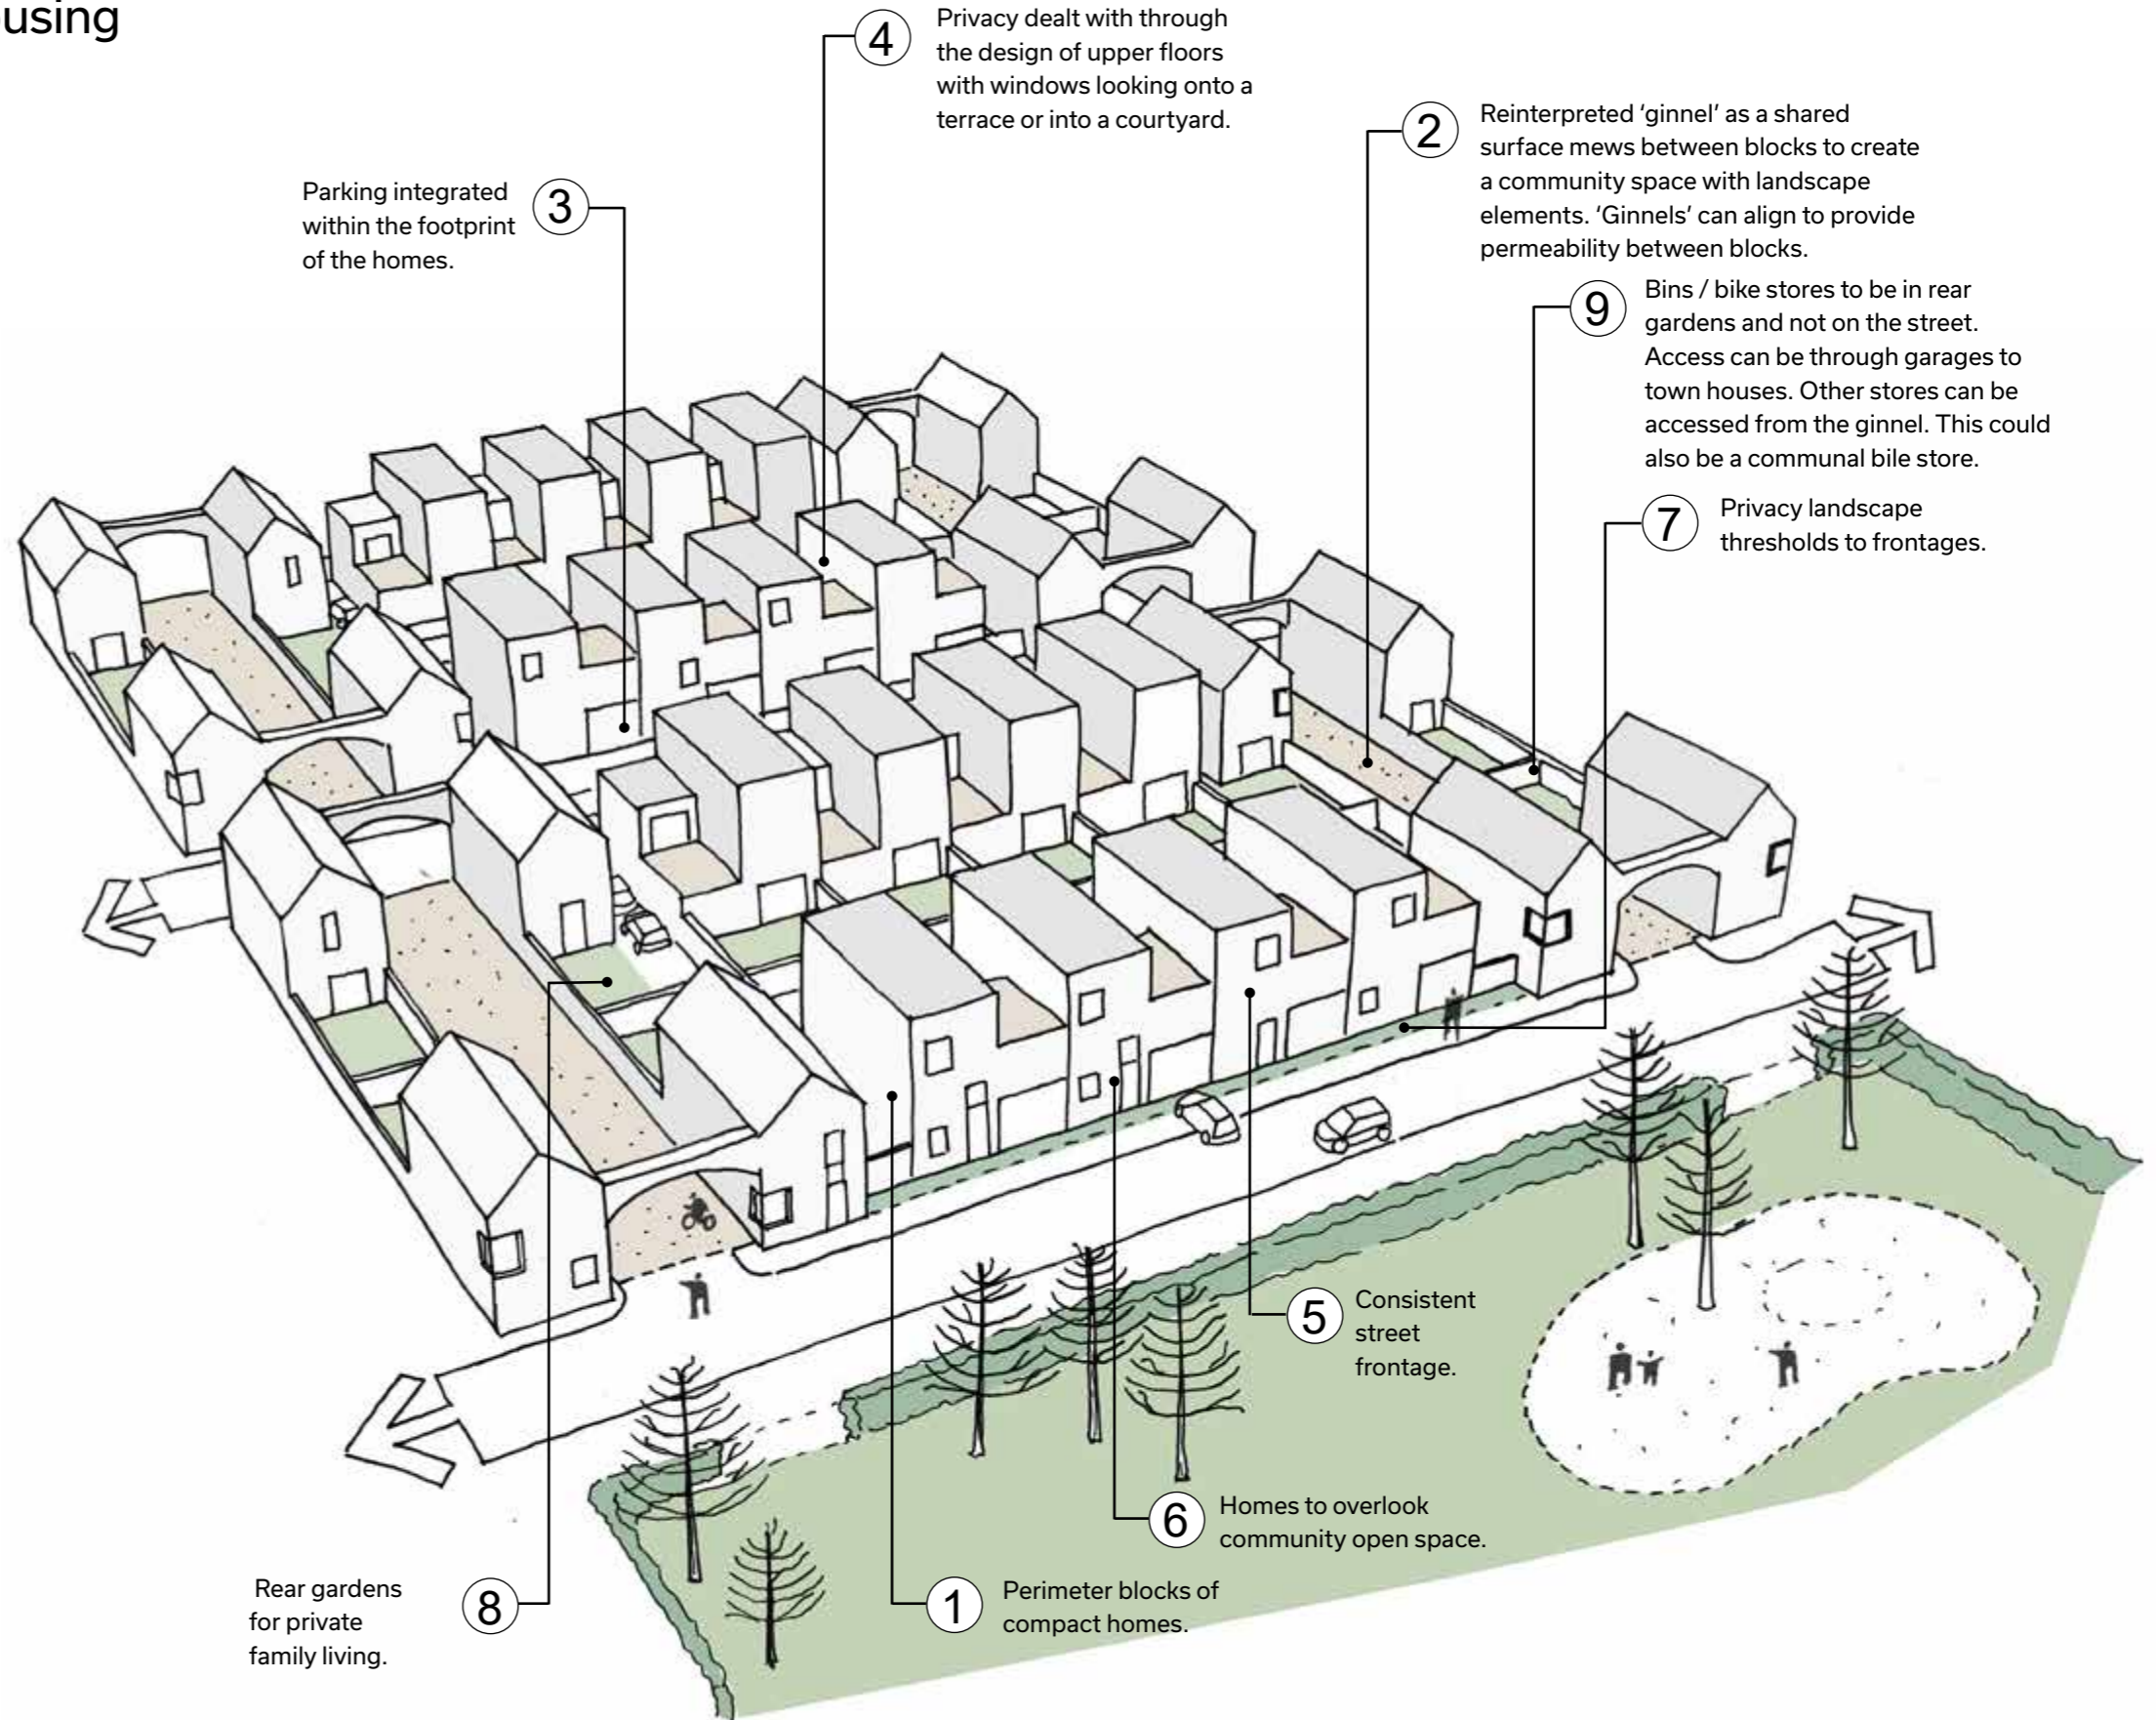 using
4
Privacy dealt with through
the design of upper floors
with windows looking onto a
terrace or into a courtyard.
2
Reinterpreted ‘ginnel’ as a shared
surface mews between blocks to create
a community space with landscape
elements. ‘Ginnels’ can align to provide
permeability between blocks.
Parking integrated
within the footprint
of the homes.
3
9
Bins / bike stores to be in rear
gardens and not on the street.
Access can be through garages to
town houses. Other stores can be
accessed from the ginnel. This could
also be a communal bile store.
7
Privacy landscape
thresholds to frontages.
5
Consistent
street
frontage.
6
Homes to overlook
community open space.
Rear gardens
for private
family living.
8
1
Perimeter blocks of
compact homes.